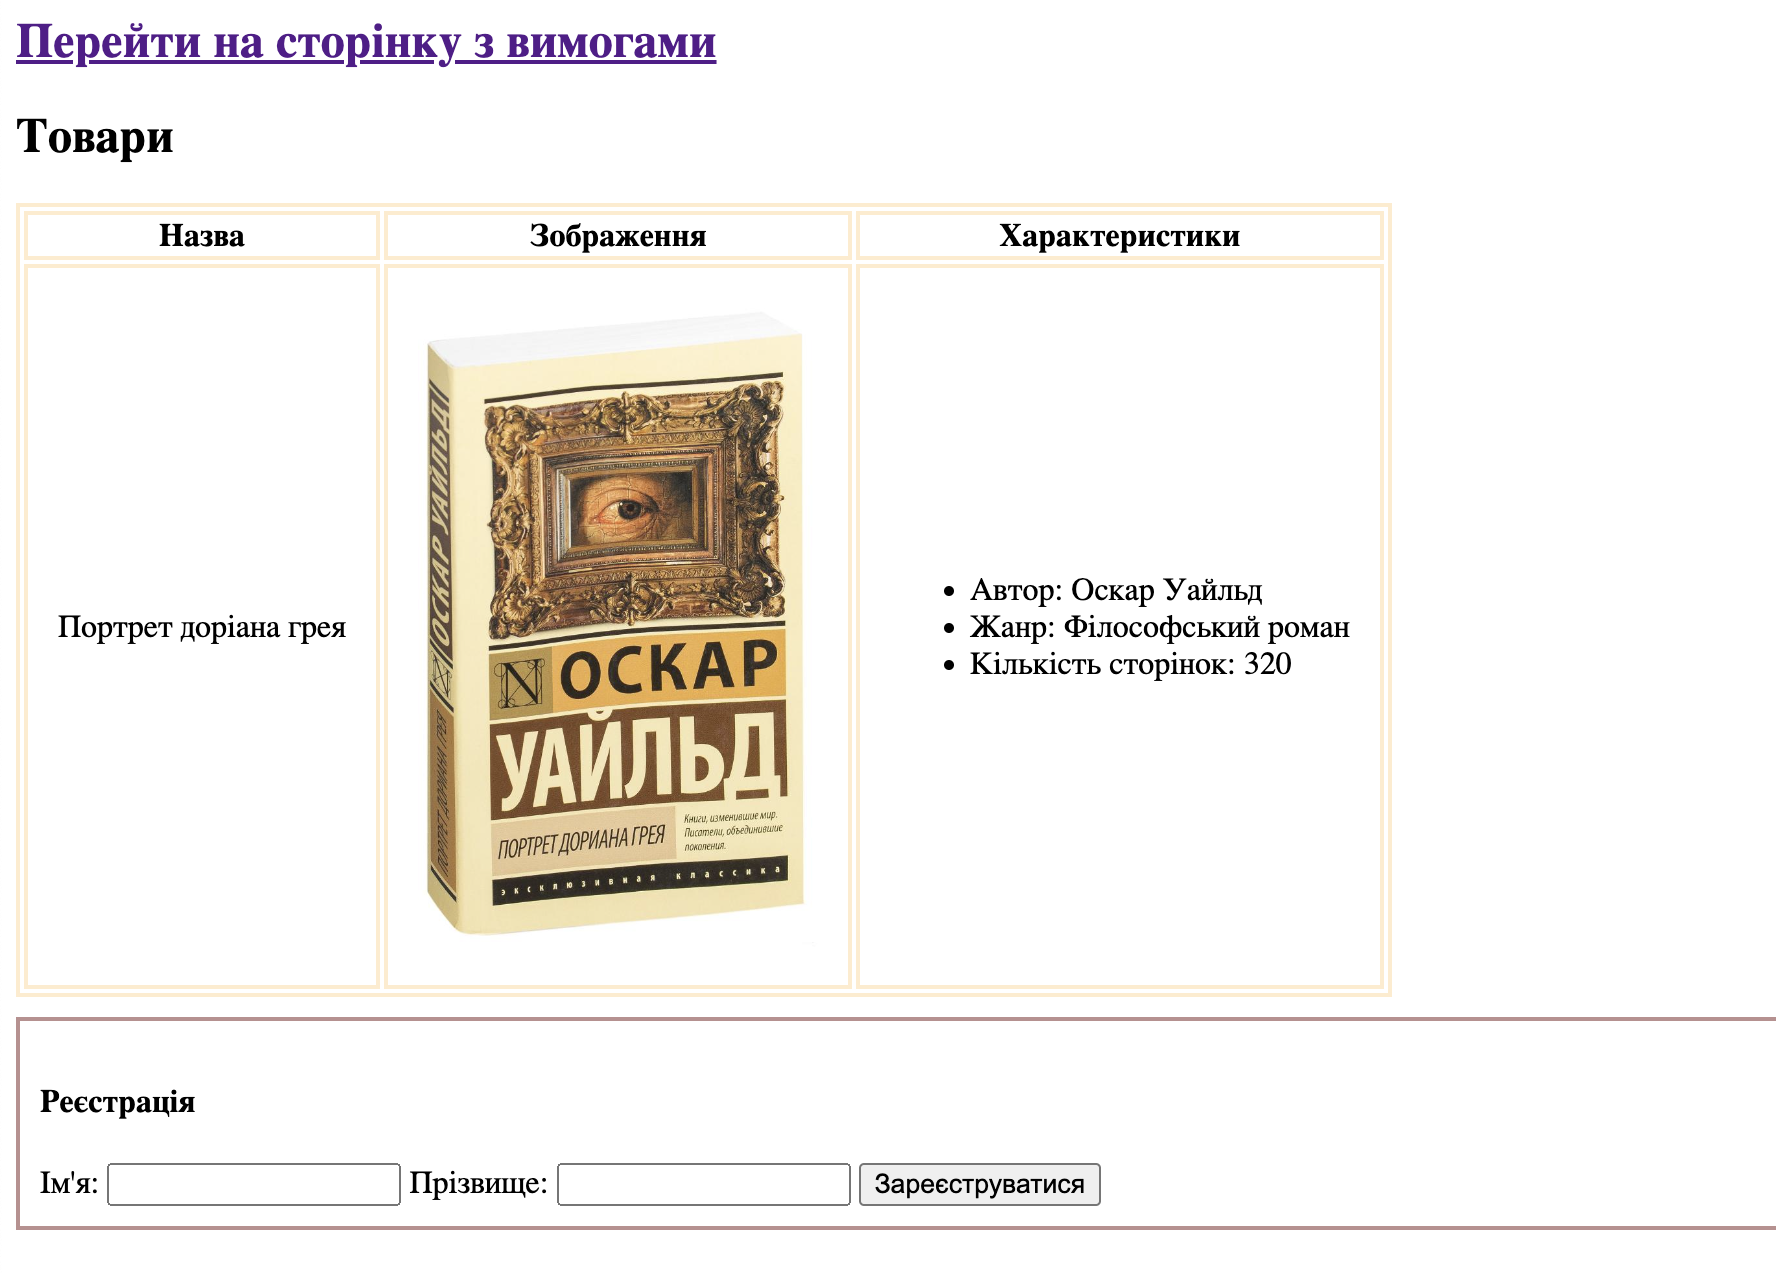 Перейти на сторінку з вимогами
Товари
Назва Зображення Характеристики
Портрет доріана грея
ОСКАР УАЙЛЬД
ПОРТРЕТ ДОРИАНА ГРЕЯ
N ОСКАР
УАЙЛЬД
ПОРТРЕТ ДОРИАНА ГРЕЯ
Книги, изменившие мир.
Писатели, объединившие
поколения.
эксклюзивная классика
Автор: Оскар Уайльд
Жанр: Філософський роман
Кількість сторінок: 320
Реєстрація
Ім'я: Прізвище: Зареєструватися